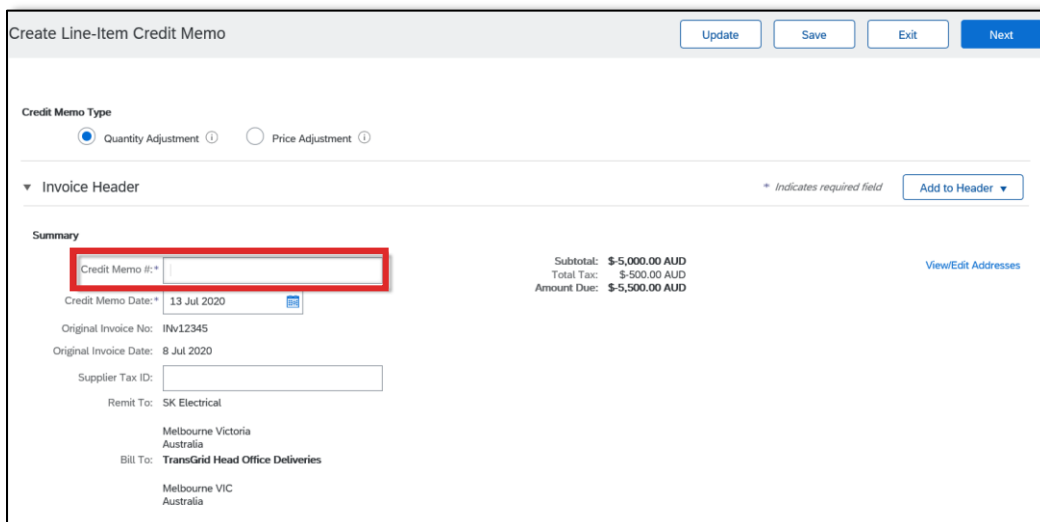 Create Line-Item Credit Memo
Update
Save
Exit
Next
Credit Memo Type
Quantity Adjustment
Price Adjustment
Invoice Header
* Indicates required field
Add to Header
Summary
Credit Memo #:*
Subtotal: $-5,000.00 AUD
Total Tax: $-500.00 AUD
Amount Due: $-5,500.00 AUD
View/Edit Addresses
Credit Memo Date:* 13 Jul 2020
Original Invoice No: INv12345
Original Invoice Date: 8 Jul 2020
Supplier Tax ID:
Remit To: SK Electrical
Melbourne Victoria
Australia
Bill To: TransGrid Head Office Deliveries
Melbourne VIC
Australia